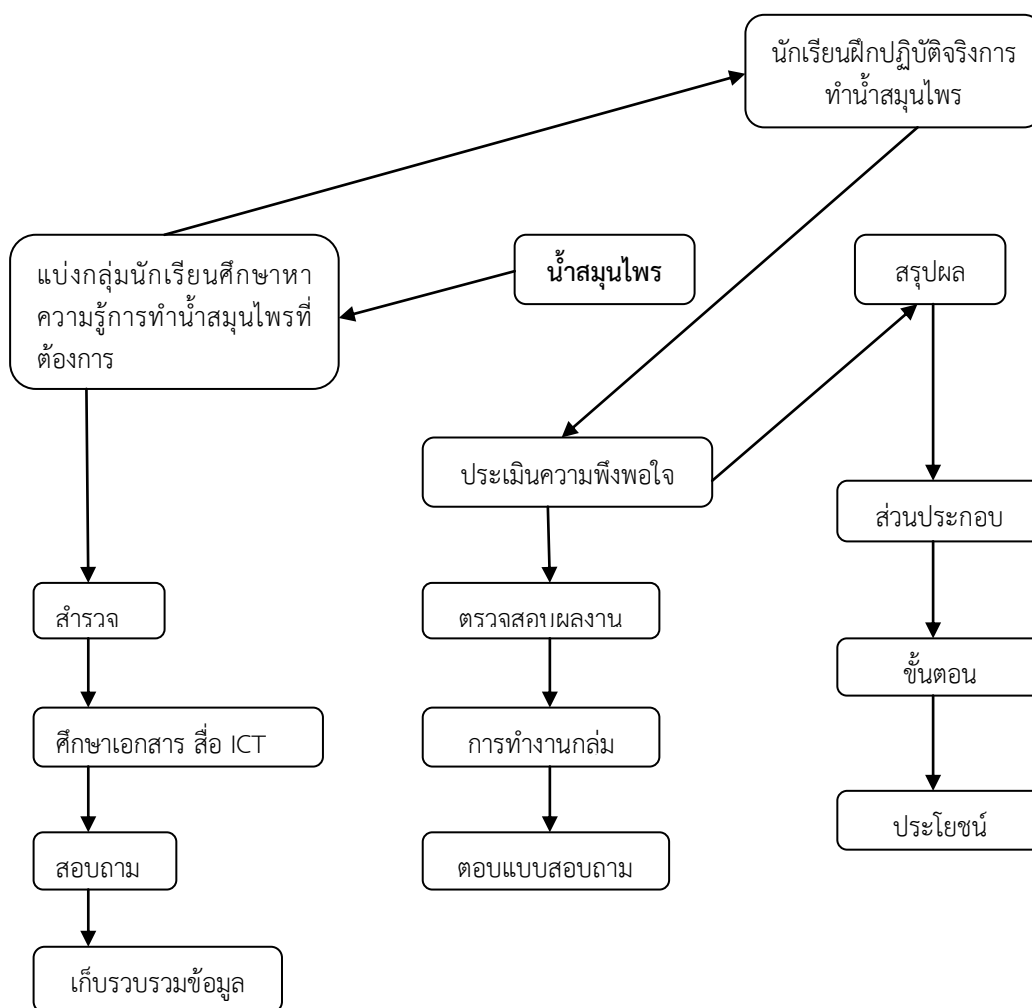 นักเรียนฝึกปฏิบัติจริงการ
ทำน้ำสมุนไพร
แบ่งกลุ่มนักเรียนศึกษาหา
ความรู้การทำน้ำสมุนไพรที่
ต้องการ
น้ำสมุนไพร
สรุปผล
ประเมินความพึงพอใจ
ส่วนประกอบ
สำรวจ
ตรวจสอบผลงาน
ขั้นตอน
ศึกษาเอกสาร สื่อ ICT
การทำงานกลุ่ม
ประโยชน์
สอบถาม
ตอบแบบสอบถาม
เก็บรวบรวมข้อมูล